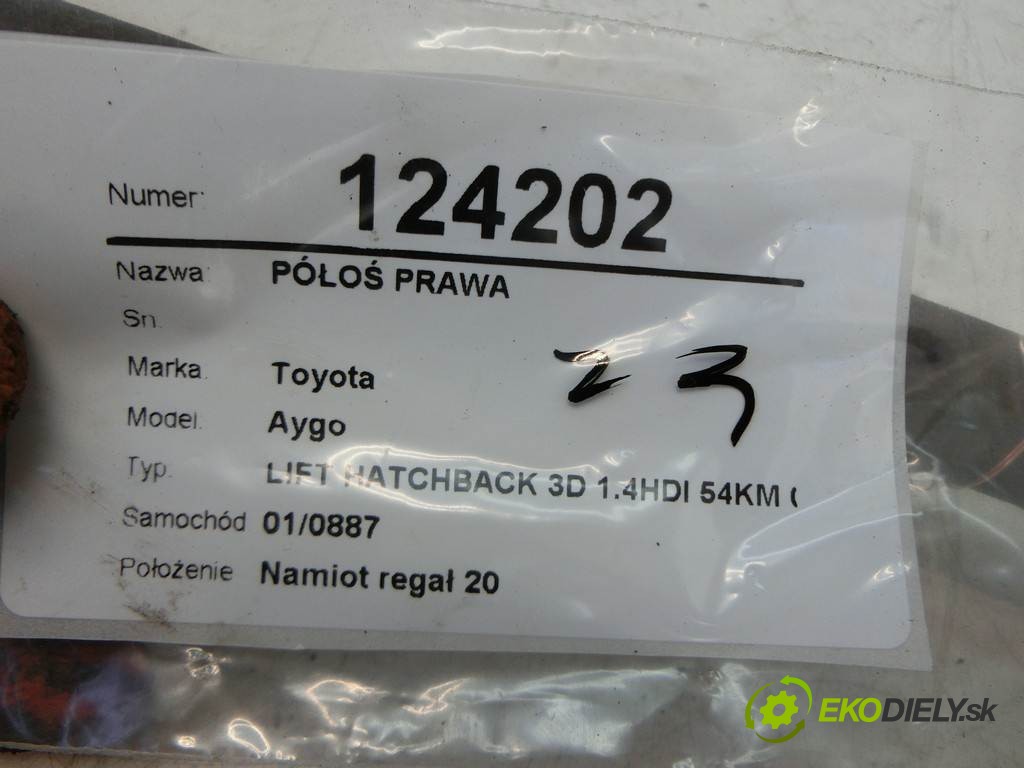 Numer: 124202
Nazwa: PÓŁOŚ PRAWA
Sn.
Marka: Toyota
23
Model: Aygo
Typ: LIFT HATCHBACK 3D 1.4HDI 54KM (
Samochód 01/0887
Położenie Namiot regał 20
EKODIELY.sk